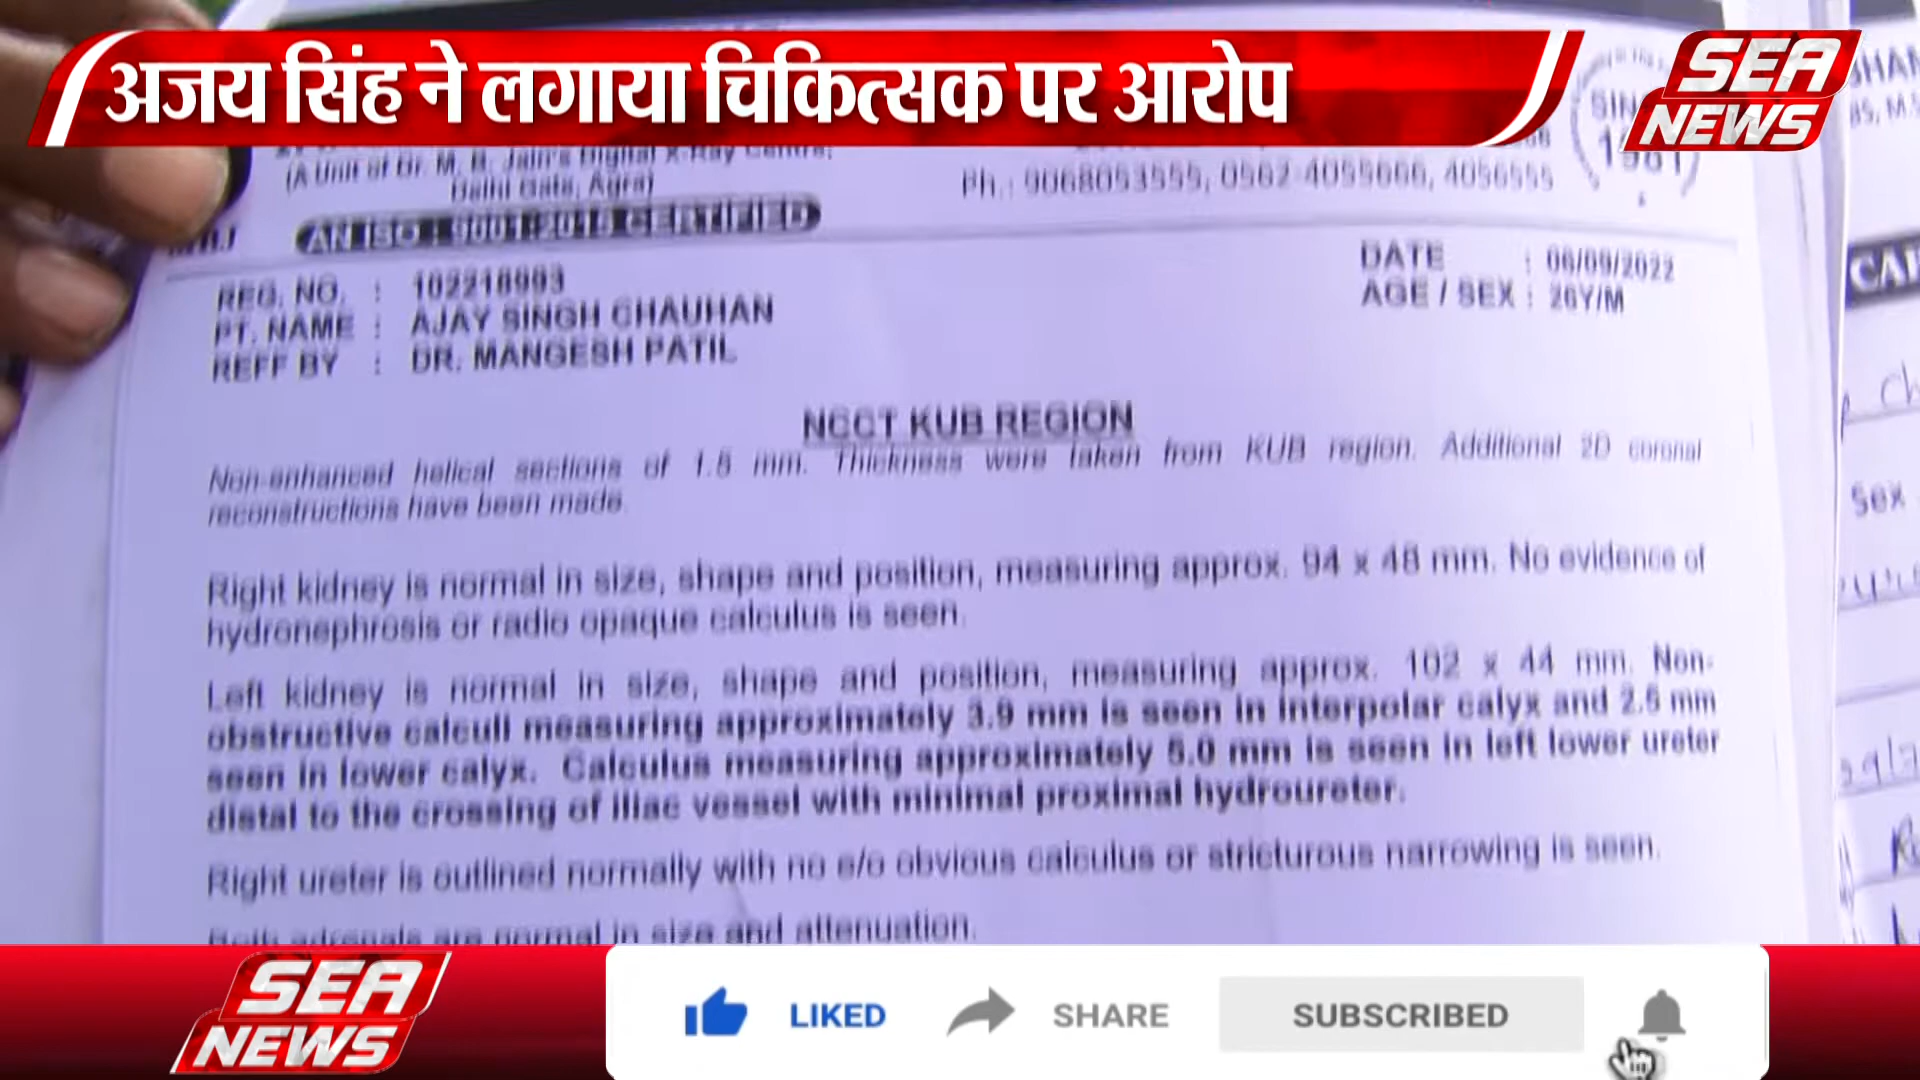 अजय सिंह ने लगाया चिकित्सक पर आरोप
SEA
NEWS
(A Unit of Dr. M. B. Jain's Digital X-Ray Centre,
Delhi Gate, Agra)
Ph.: 9068053555, 0562-4055666, 4056555
AN ISO : 9001:2015 CERTIFIED
REG. NO. : 102218993
PT. NAME : AJAY SINGH CHAUHAN
REFF BY : DR. MANGESH PATIL
DATE : 06/09/2022
AGE / SEX : 26Y/M
NCCT KUB REGION
Non-enhanced helical sections of 1.5 mm. Thickness were taken from KUB region. Additional 2D coronal
reconstructions have been made.
Right kidney is normal in size, shape and position, measuring approx. 94 x 48 mm. No evidence of
hydronephrosis or radio opaque calculus is seen.
Left kidney is normal in size, shape and position, measuring approx. 102 x 44 mm. Non-
obstructive calculi measuring approximately 3.9 mm is seen in interpolar calyx and 2.5 mm
seen in lower calyx. Calculus measuring approximately 5.0 mm is seen in left lower ureter
distal to the crossing of iliac vessel with minimal proximal hydroureter.
Right ureter is outlined normally with no e/o obvious calculus or stricturous narrowing is seen.
Both adrenals are normal in size and attenuation.
Sex
SEA
NEWS
LIKED
SHARE
SUBSCRIBED